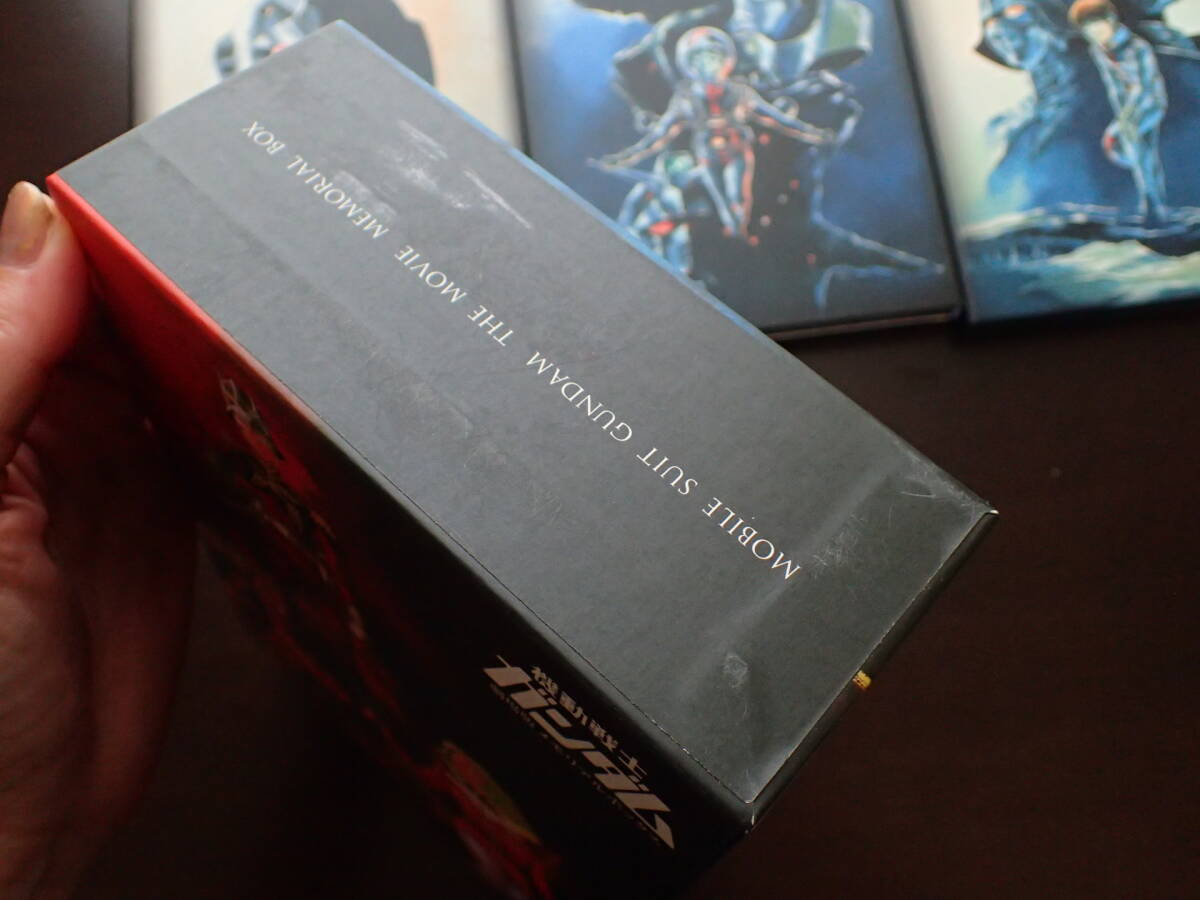 MOBILE SUIT GUNDAM THE MOVIE MEMORIAL BOX
機動戦士
ガンダム